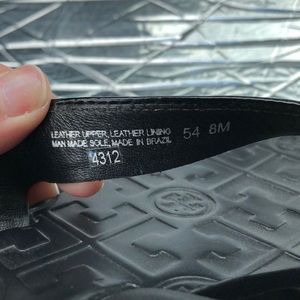 LEATHER UPPER, LEATHER LINING
MAN MADE SOLE, MADE IN BRAZIL
54 8M
4312